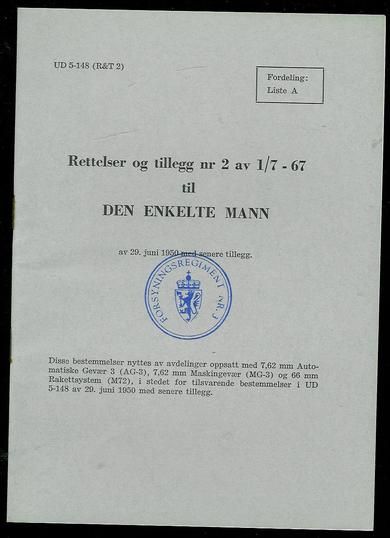 UD 5-148 (R&T 2)
Fordeling:
Liste A
Rettelser og tillegg nr 2 av 1/7 - 67
til
DEN ENKELTE MANN
av 29. juni 1950 med senere tillegg.
FORSYNINGSREGIMENT NR. 3
Disse bestemmelser nyttes av avdelinger oppsatt med 7,62 mm Auto-
matiske Gevær 3 (AG-3), 7,62 mm Maskingevær (MG-3) og 66 mm
Rakettsystem (M72), i stedet for tilsvarende bestemmelser i UD
5-148 av 29. juni 1950 med senere tillegg.